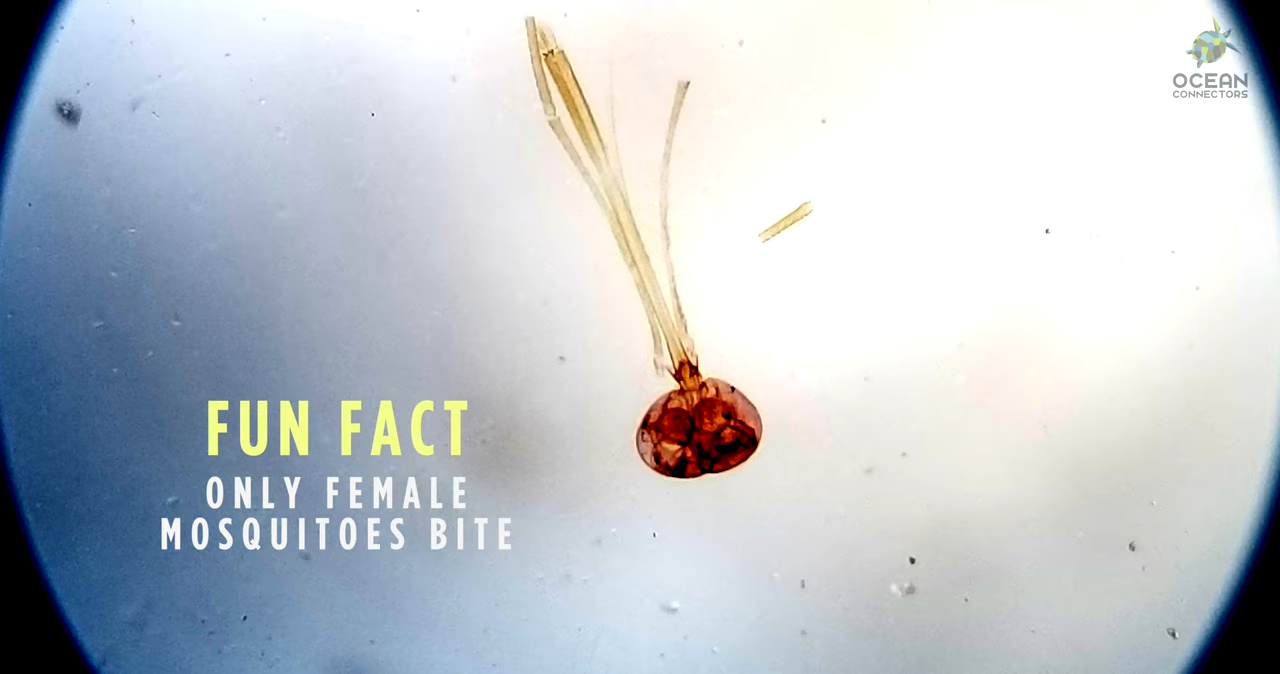 OCEAN
CONNECTORS
FUN FACT
ONLY FEMALE
MOSQUITOES BITE